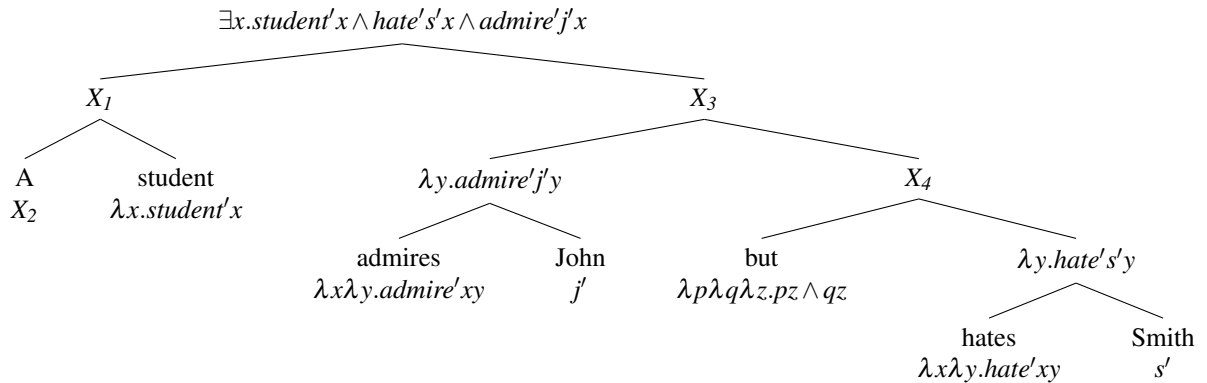 ∃x.student′x ∧ hate′s′x ∧ admire′j′x
X₁ X₃
A student λy.admire′j′y X₄
X₂ λx.student′x
admires John but λy.hate′s′y
λxλy.admire′xy j′ λpλqλz.pz ∧ qz
hates Smith
λxλy.hate′xy s′